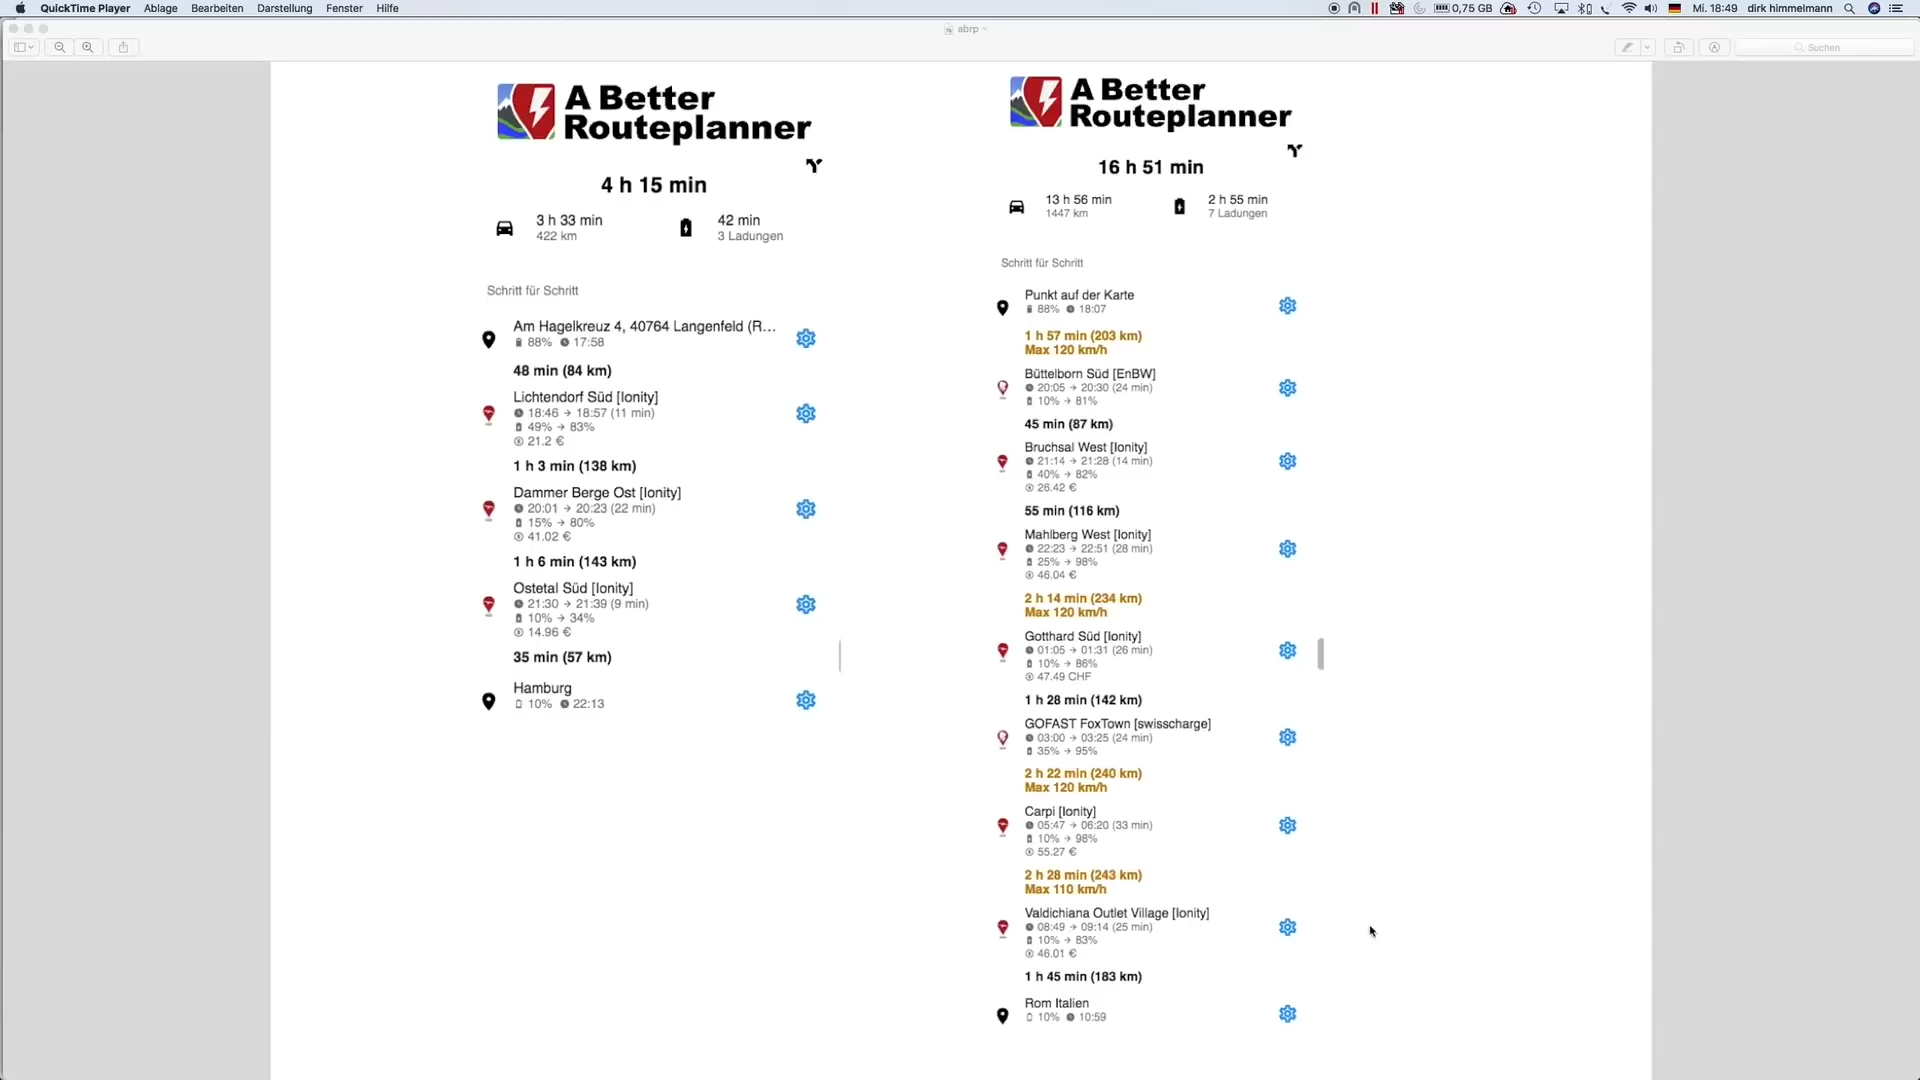 QuickTime Player Ablage Bearbeiten Darstellung Fenster Hilfe
0,75 GB Mi. 18:49 dirk himmelmann
abrp
Suchen
A Better
Routeplanner
4 h 15 min
3 h 33 min
422 km
42 min
3 Ladungen
Schritt für Schritt
Am Hagelkreuz 4, 40764 Langenfeld (R...
88% 17:58
48 min (84 km)
Lichtendorf Süd [Ionity]
18:46 → 18:57 (11 min)
49% → 83%
21.2 €
1 h 3 min (138 km)
Dammer Berge Ost [Ionity]
20:01 → 20:23 (22 min)
15% → 80%
41.02 €
1 h 6 min (143 km)
Ostetal Süd [Ionity]
21:30 → 21:39 (9 min)
10% → 34%
14.96 €
35 min (57 km)
Hamburg
10% 22:13
A Better
Routeplanner
16 h 51 min
13 h 56 min
1447 km
2 h 55 min
7 Ladungen
Schritt für Schritt
Punkt auf der Karte
88% 18:07
1 h 57 min (203 km)
Max 120 km/h
Büttelborn Süd [EnBW]
20:05 → 20:30 (24 min)
10% → 81%
45 min (87 km)
Bruchsal West [Ionity]
21:14 → 21:28 (14 min)
40% → 82%
26.42 €
55 min (116 km)
Mahlberg West [Ionity]
22:23 → 22:51 (28 min)
25% → 98%
46.04 €
2 h 14 min (234 km)
Max 120 km/h
Gotthard Süd [Ionity]
01:05 → 01:31 (26 min)
10% → 86%
47.49 CHF
1 h 28 min (142 km)
GOFAST FoxTown [swisscharge]
03:00 → 03:25 (24 min)
35% → 95%
2 h 22 min (240 km)
Max 120 km/h
Carpi [Ionity]
05:47 → 06:20 (33 min)
10% → 98%
55.27 €
2 h 28 min (243 km)
Max 110 km/h
Valdichiana Outlet Village [Ionity]
08:49 → 09:14 (25 min)
10% → 83%
46.01 €
1 h 45 min (183 km)
Rom Italien
10% 10:59